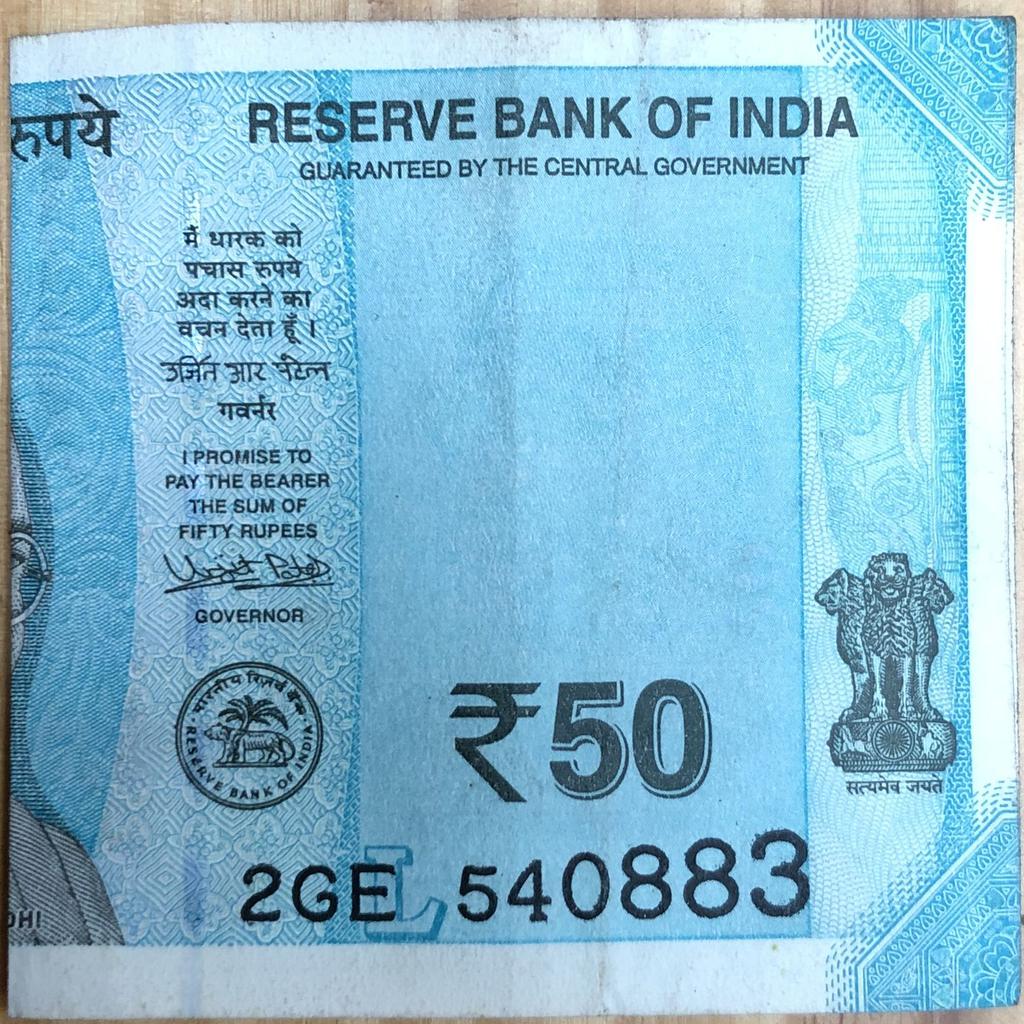 रुपये
RESERVE BANK OF INDIA
GUARANTEED BY THE CENTRAL GOVERNMENT
मैं धारक को
पचास रुपये
अदा करने का
वचन देता हूँ ।
उर्जित आर पटेल
गवर्नर
I PROMISE TO
PAY THE BEARER
THE SUM OF
FIFTY RUPEES
Urjit Patel
GOVERNOR
भारतीय रिज़र्व बैंक
RESERVE BANK OF INDIA
₹50
सत्यमेव जयते
2GE L 540883
DHI